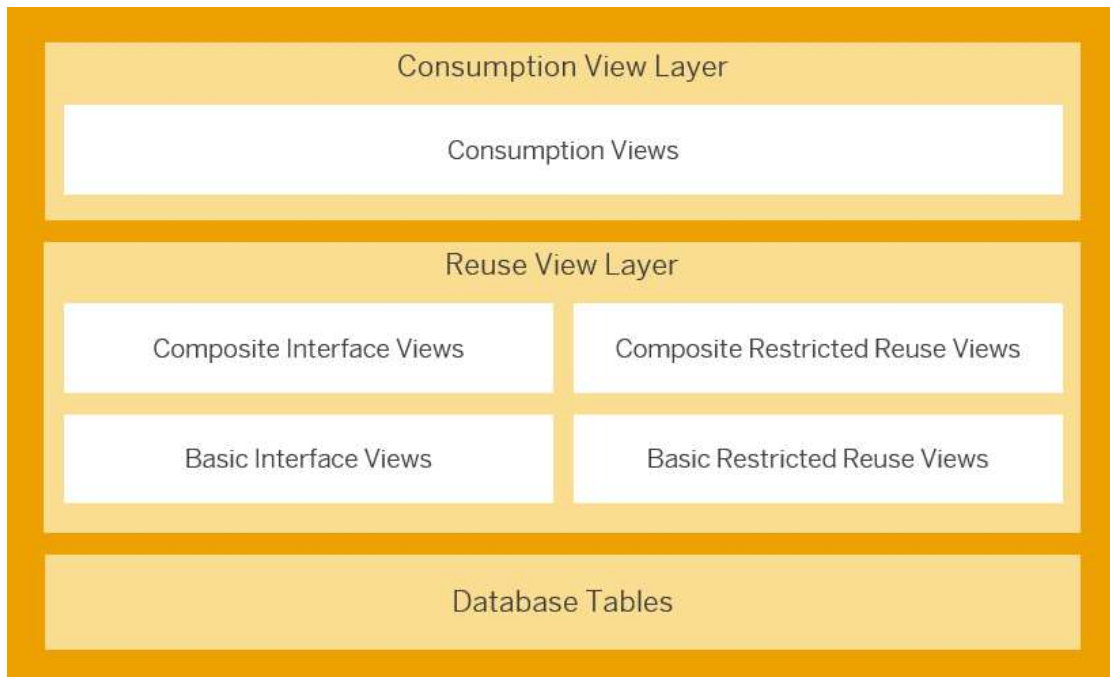 Consumption View Layer
Consumption Views
Reuse View Layer
Composite Interface Views
Composite Restricted Reuse Views
Basic Interface Views
Basic Restricted Reuse Views
Database Tables